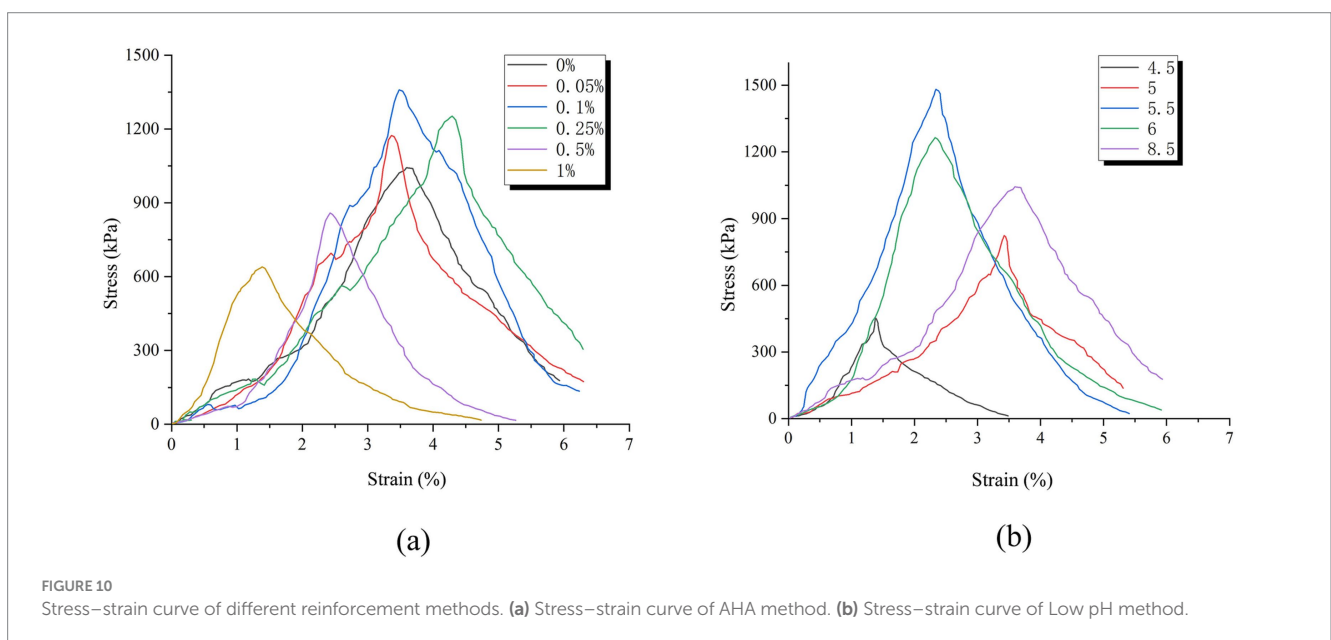 1500
1200
900
600
300
0
Stress (kPa)
0 1 2 3 4 5 6 7
Strain (%)
0%
0.05%
0.1%
0.25%
0.5%
1%
(a)
1500
1200
900
600
300
0
Stress (kPa)
0 1 2 3 4 5 6 7
Strain (%)
4.5
5
5.5
6
8.5
(b)
FIGURE 10
Stress–strain curve of different reinforcement methods. (a) Stress–strain curve of AHA method. (b) Stress–strain curve of Low pH method.